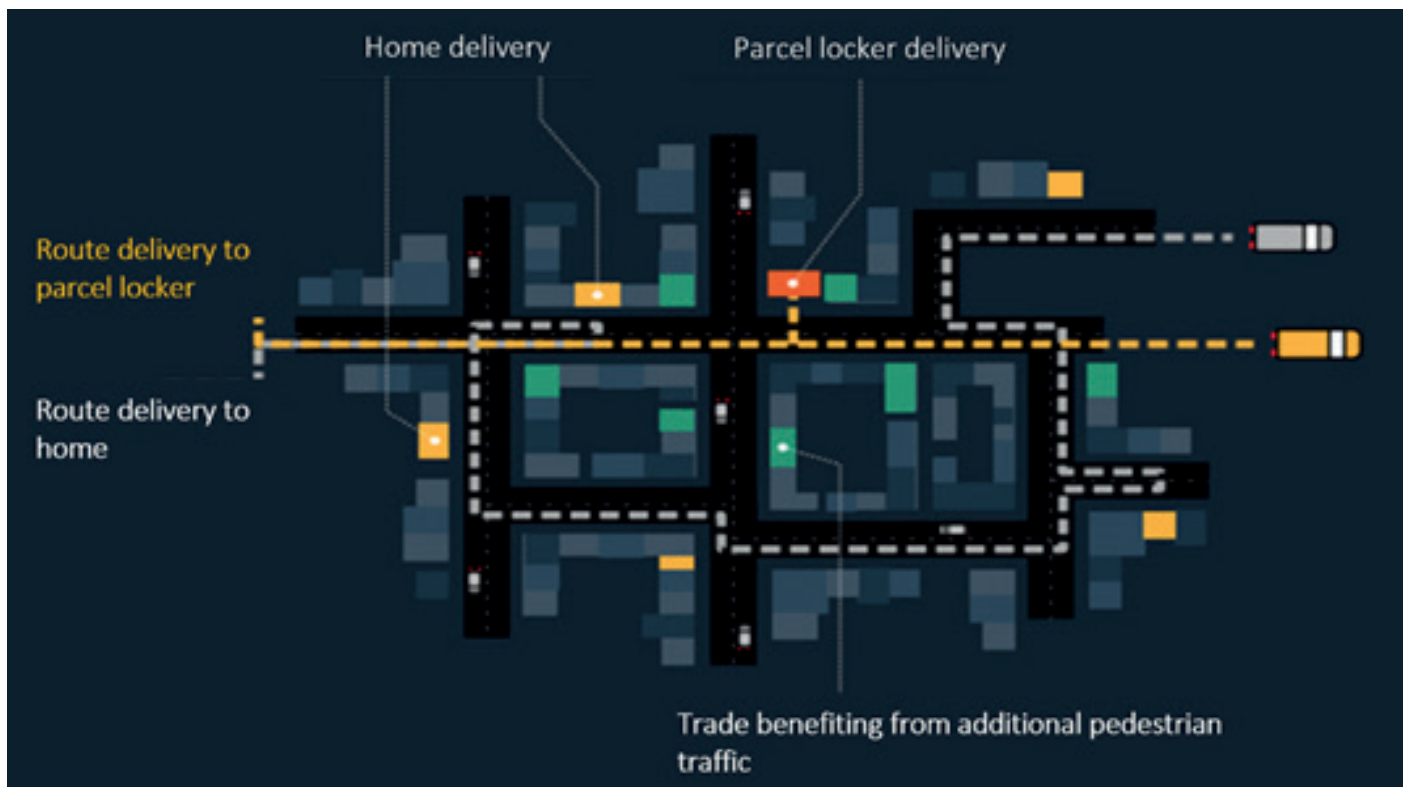 Home delivery
Parcel locker delivery
Route delivery to
parcel locker
Route delivery to
home
Trade benefiting from additional pedestrian
traffic